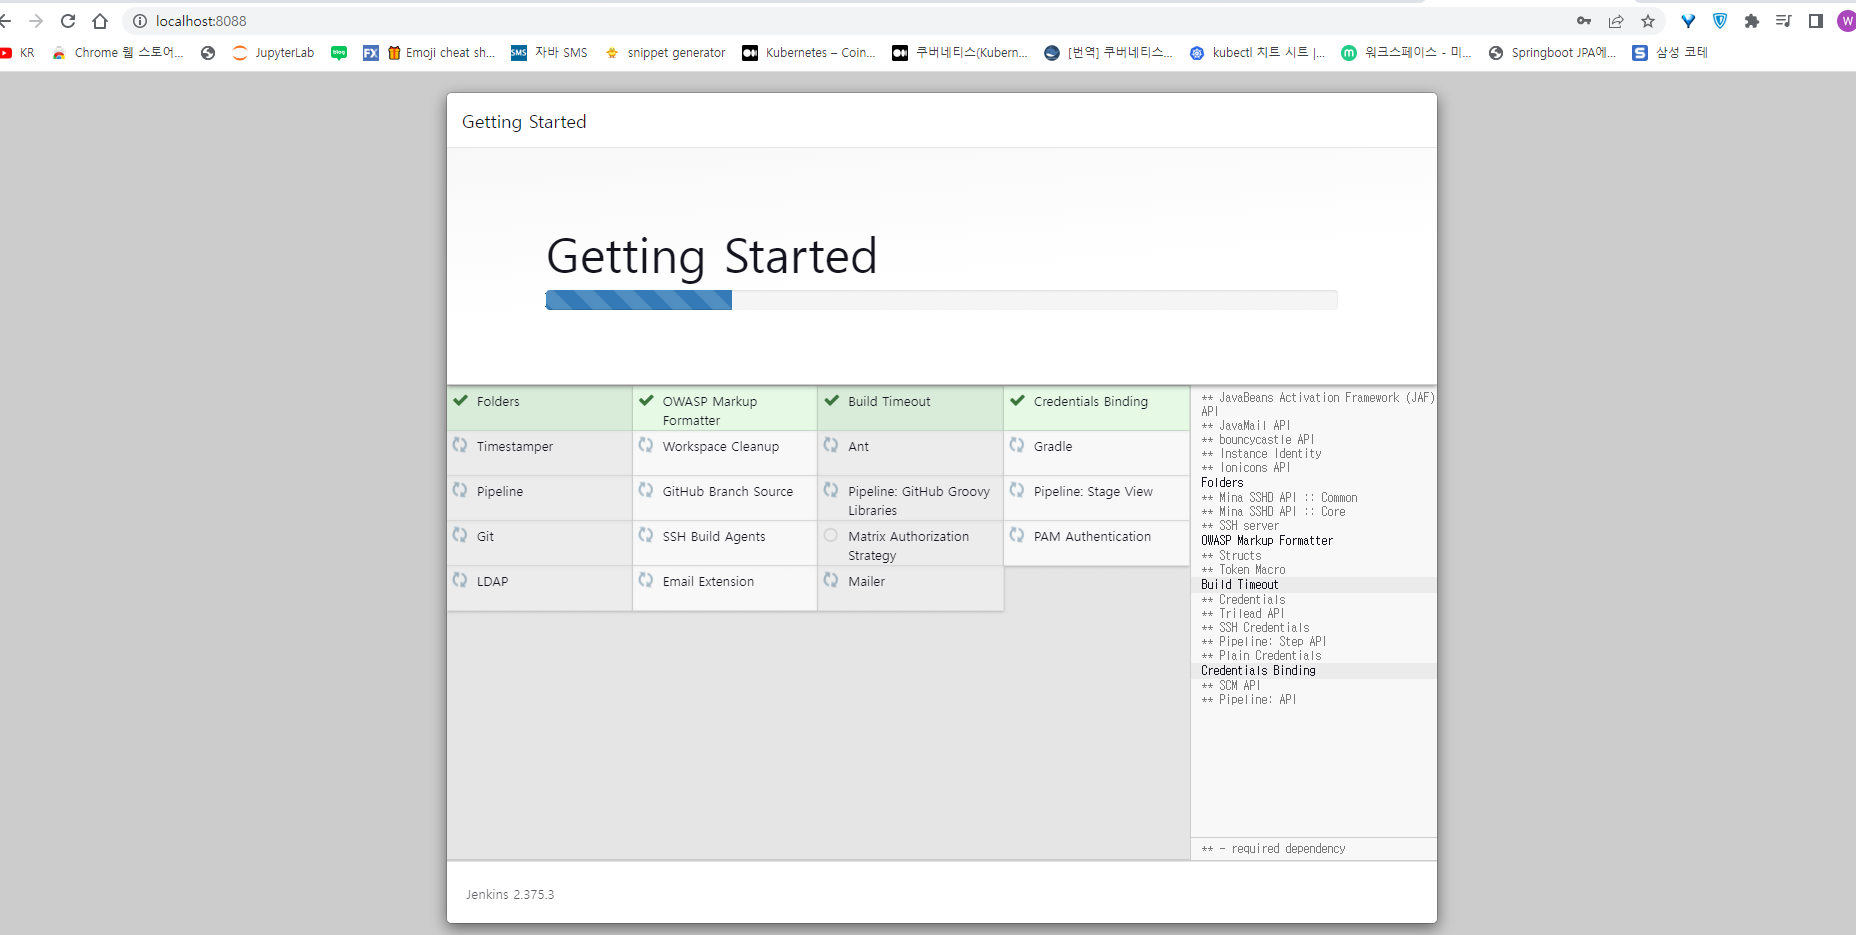 localhost:8088
W
KR
Chrome 웹 스토어...
JupyterLab
blog
FX
Emoji cheat sh...
SMS
자바 SMS
snippet generator
Kubernetes – Coin...
쿠버네티스(Kubern...
[번역] 쿠버네티스...
kubectl 치트 시트 |...
m
워크스페이스 - 미...
Springboot JPA에...
S
삼성 코테
Getting Started
Getting Started
Folders
OWASP Markup
Formatter
Build Timeout
Credentials Binding
Timestamper
Workspace Cleanup
Ant
Gradle
Pipeline
GitHub Branch Source
Pipeline: GitHub Groovy
Libraries
Pipeline: Stage View
Git
SSH Build Agents
Matrix Authorization
Strategy
PAM Authentication
LDAP
Email Extension
Mailer
** JavaBeans Activation Framework (JAF)
API
** JavaMail API
** bouncycastle API
** Instance Identity
** Ionicons API
Folders
** Mina SSHD API :: Common
** Mina SSHD API :: Core
** SSH server
OWASP Markup Formatter
** Structs
** Token Macro
Build Timeout
** Credentials
** Trilead API
** SSH Credentials
** Pipeline: Step API
** Plain Credentials
Credentials Binding
** SCM API
** Pipeline: API
** - required dependency
Jenkins 2.375.3